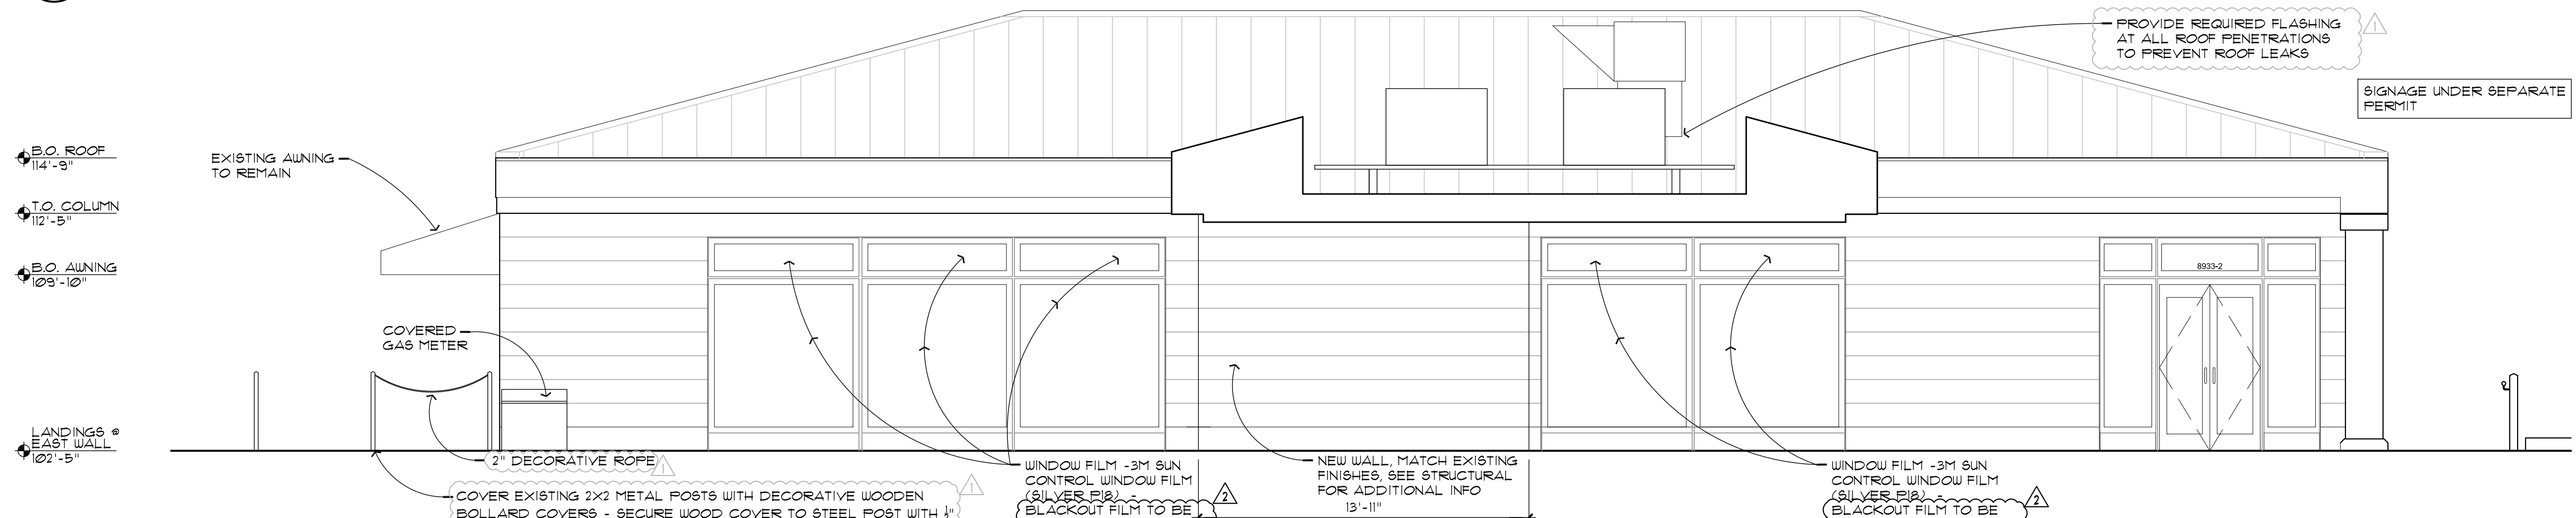 PROVIDE REQUIRED FLASHING
AT ALL ROOF PENETRATIONS
TO PREVENT ROOF LEAKS
1
SIGNAGE UNDER SEPARATE
PERMIT
B.O. ROOF
114'-9"
EXISTING AWNING
TO REMAIN
T.O. COLUMN
112'-5"
B.O. AWNING
109'-10"
8933-2
COVERED
GAS METER
LANDINGS @
EAST WALL
102'-5"
2" DECORATIVE ROPE
1
COVER EXISTING 2X2 METAL POSTS WITH DECORATIVE WOODEN
BOLLARD COVERS - SECURE WOOD COVER TO STEEL POST WITH
1
WINDOW FILM -3M SUN
CONTROL WINDOW FILM
(SILVER P18) -
BLACKOUT FILM TO BE
2
NEW WALL, MATCH EXISTING
FINISHES, SEE STRUCTURAL
FOR ADDITIONAL INFO
13'-11"
WINDOW FILM -3M SUN
CONTROL WINDOW FILM
(SILVER P18) -
BLACKOUT FILM TO BE
2